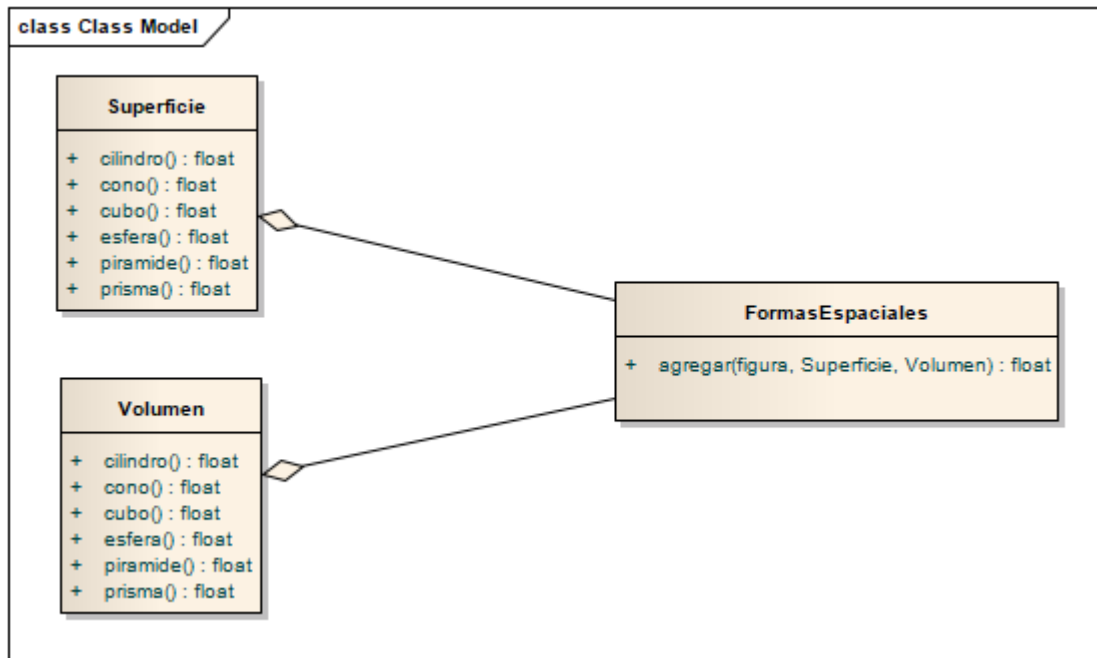 class Class Model
Superficie
+ cilindro() : float
+ cono() : float
+ cubo() : float
+ esfera() : float
+ piramide() : float
+ prisma() : float
FormasEspaciales
+ agregar(figura, Superficie, Volumen) : float
Volumen
+ cilindro() : float
+ cono() : float
+ cubo() : float
+ esfera() : float
+ piramide() : float
+ prisma() : float